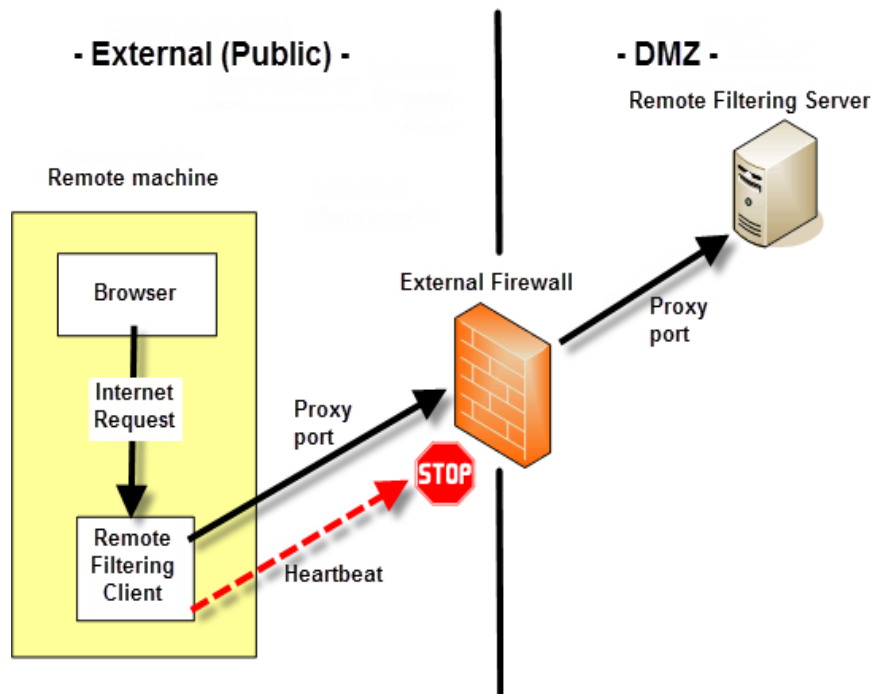 - External (Public) -
- DMZ -
Remote Filtering Server
Remote machine
Browser
External Firewall
Proxy
port
Internet
Request
Proxy
port
STOP
Remote
Filtering
Client
Heartbeat